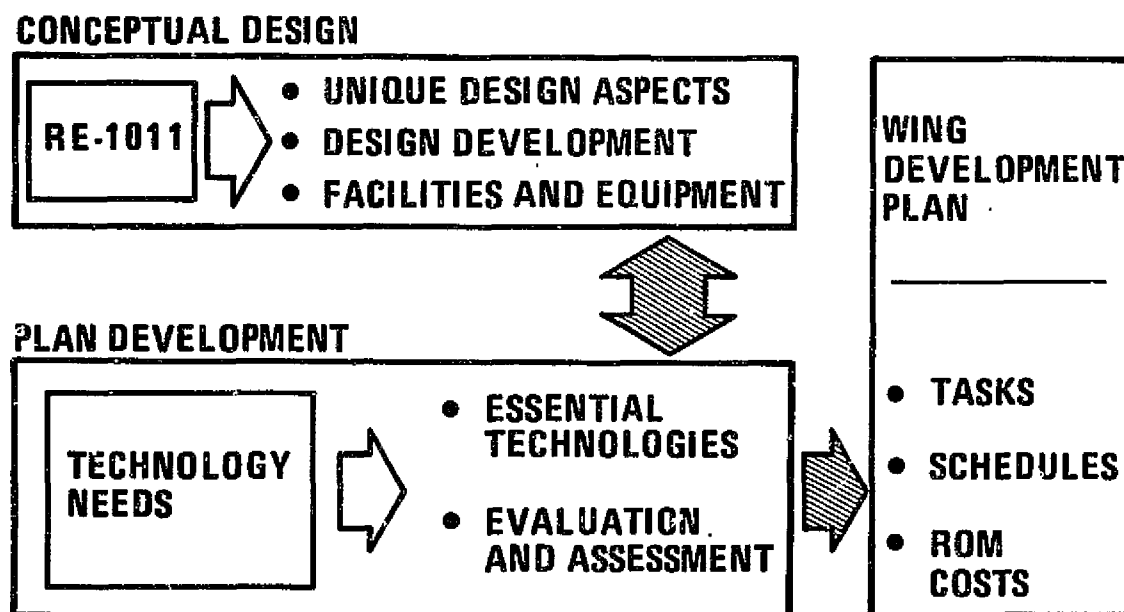 CONCEPTUAL DESIGN
RE-1011
• UNIQUE DESIGN ASPECTS
• DESIGN DEVELOPMENT
• FACILITIES AND EQUIPMENT
PLAN DEVELOPMENT
TECHNOLOGY
NEEDS
• ESSENTIAL
TECHNOLOGIES
• EVALUATION
AND ASSESSMENT
WING
DEVELOPMENT
PLAN
• TASKS
• SCHEDULES
• ROM
COSTS